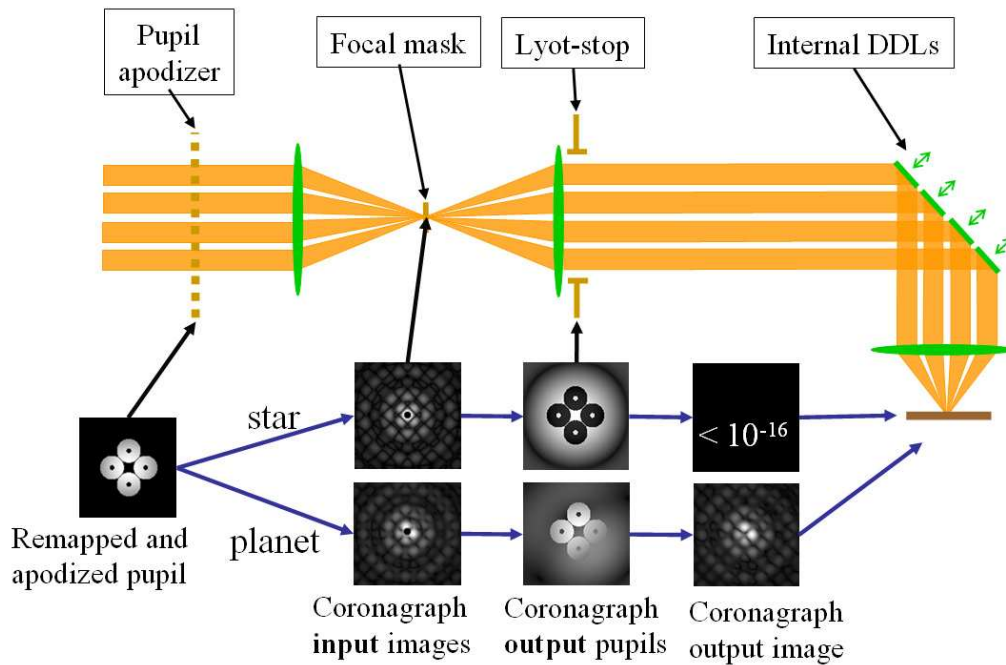 Pupil
apodizer
Focal mask
Lyot-stop
Internal DDLs
star
< 10-16
planet
Remapped and
apodized pupil
Coronagraph
input images
Coronagraph
output pupils
Coronagraph
output image